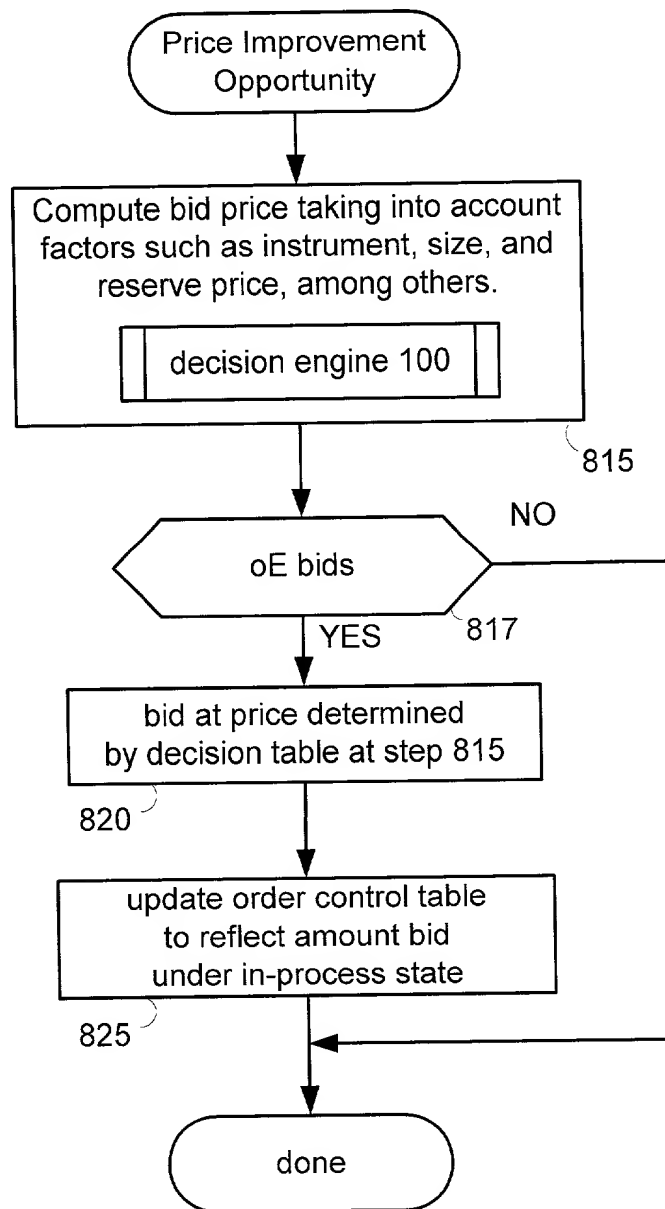 Price Improvement
Opportunity
Compute bid price taking into account
factors such as instrument, size, and
reserve price, among others.
decision engine 100
815
NO
oE bids
817
YES
bid at price determined
by decision table at step 815
820
update order control table
to reflect amount bid
under in-process state
825
done